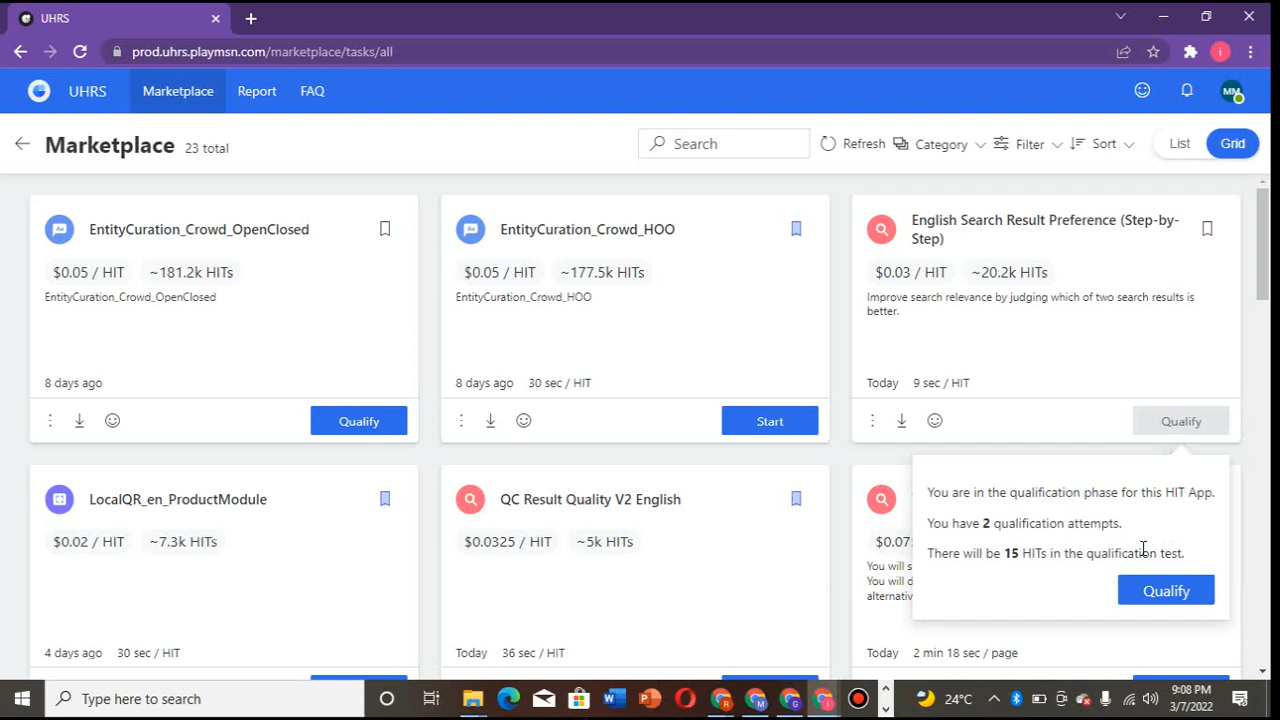 UHRS
prod.uhrs.playmsn.com/marketplace/tasks/all
UHRS Marketplace Report FAQ
MM
Marketplace 23 total
Search Refresh Category Filter Sort List Grid
EntityCuration_Crowd_OpenClosed
$0.05 / HIT ~181.2k HITs
EntityCuration_Crowd_OpenClosed
8 days ago
Qualify
EntityCuration_Crowd_HOO
$0.05 / HIT ~177.5k HITs
EntityCuration_Crowd_HOO
8 days ago 30 sec / HIT
Start
English Search Result Preference (Step-by-
Step)
$0.03 / HIT ~20.2k HITs
Improve search relevance by judging which of two search results is
better.
Today 9 sec / HIT
Qualify
You are in the qualification phase for this HIT App.
You have 2 qualification attempts.
There will be 15 HITs in the qualification test.
Qualify
LocalQR_en_ProductModule
$0.02 / HIT ~7.3k HITs
4 days ago 30 sec / HIT
QC Result Quality V2 English
$0.0325 / HIT ~5k HITs
Today 36 sec / HIT
$0.07
You will s
You will d
alternativ
Today 2 min 18 sec / page
Type here to search
24°C
9:08 PM
3/7/2022